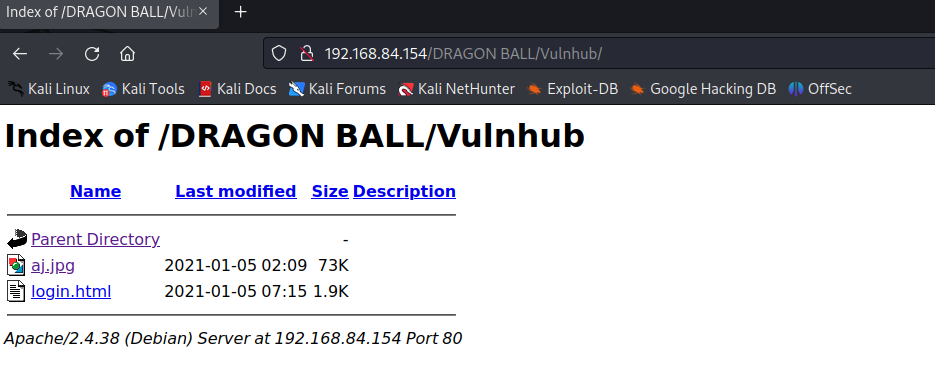 Index of /DRAGON BALL/Vuln
192.168.84.154/DRAGON BALL/Vulnhub/
Kali Linux Kali Tools Kali Docs Kali Forums Kali NetHunter Exploit-DB Google Hacking DB OffSec
Index of /DRAGON BALL/Vulnhub
Name Last modified Size Description
Parent Directory -
aj.jpg 2021-01-05 02:09 73K
login.html 2021-01-05 07:15 1.9K
Apache/2.4.38 (Debian) Server at 192.168.84.154 Port 80